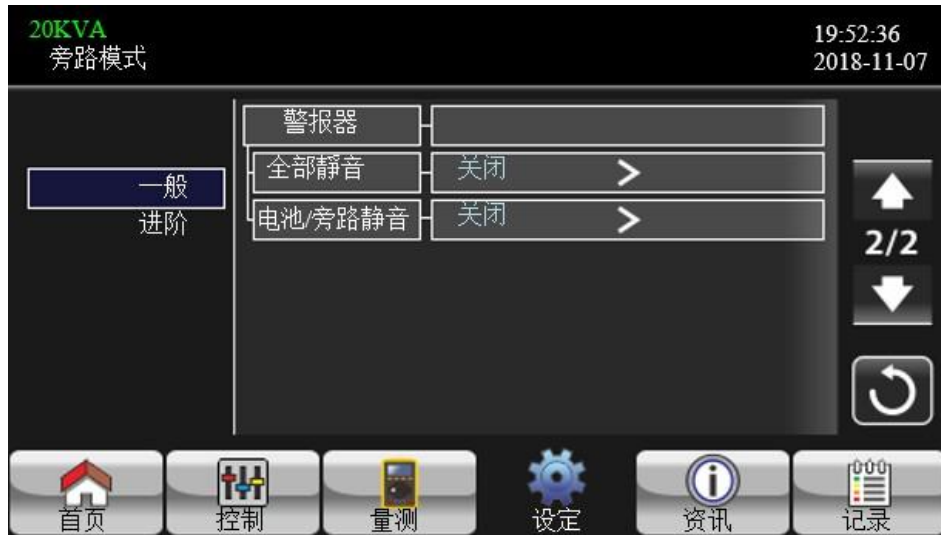 20KVA
旁路模式
19:52:36
2018-11-07
警报器
全部靜音
关闭
电池/旁路静音
关闭
一般
进阶
2/2
首页
控制
量测
设定
资讯
记录